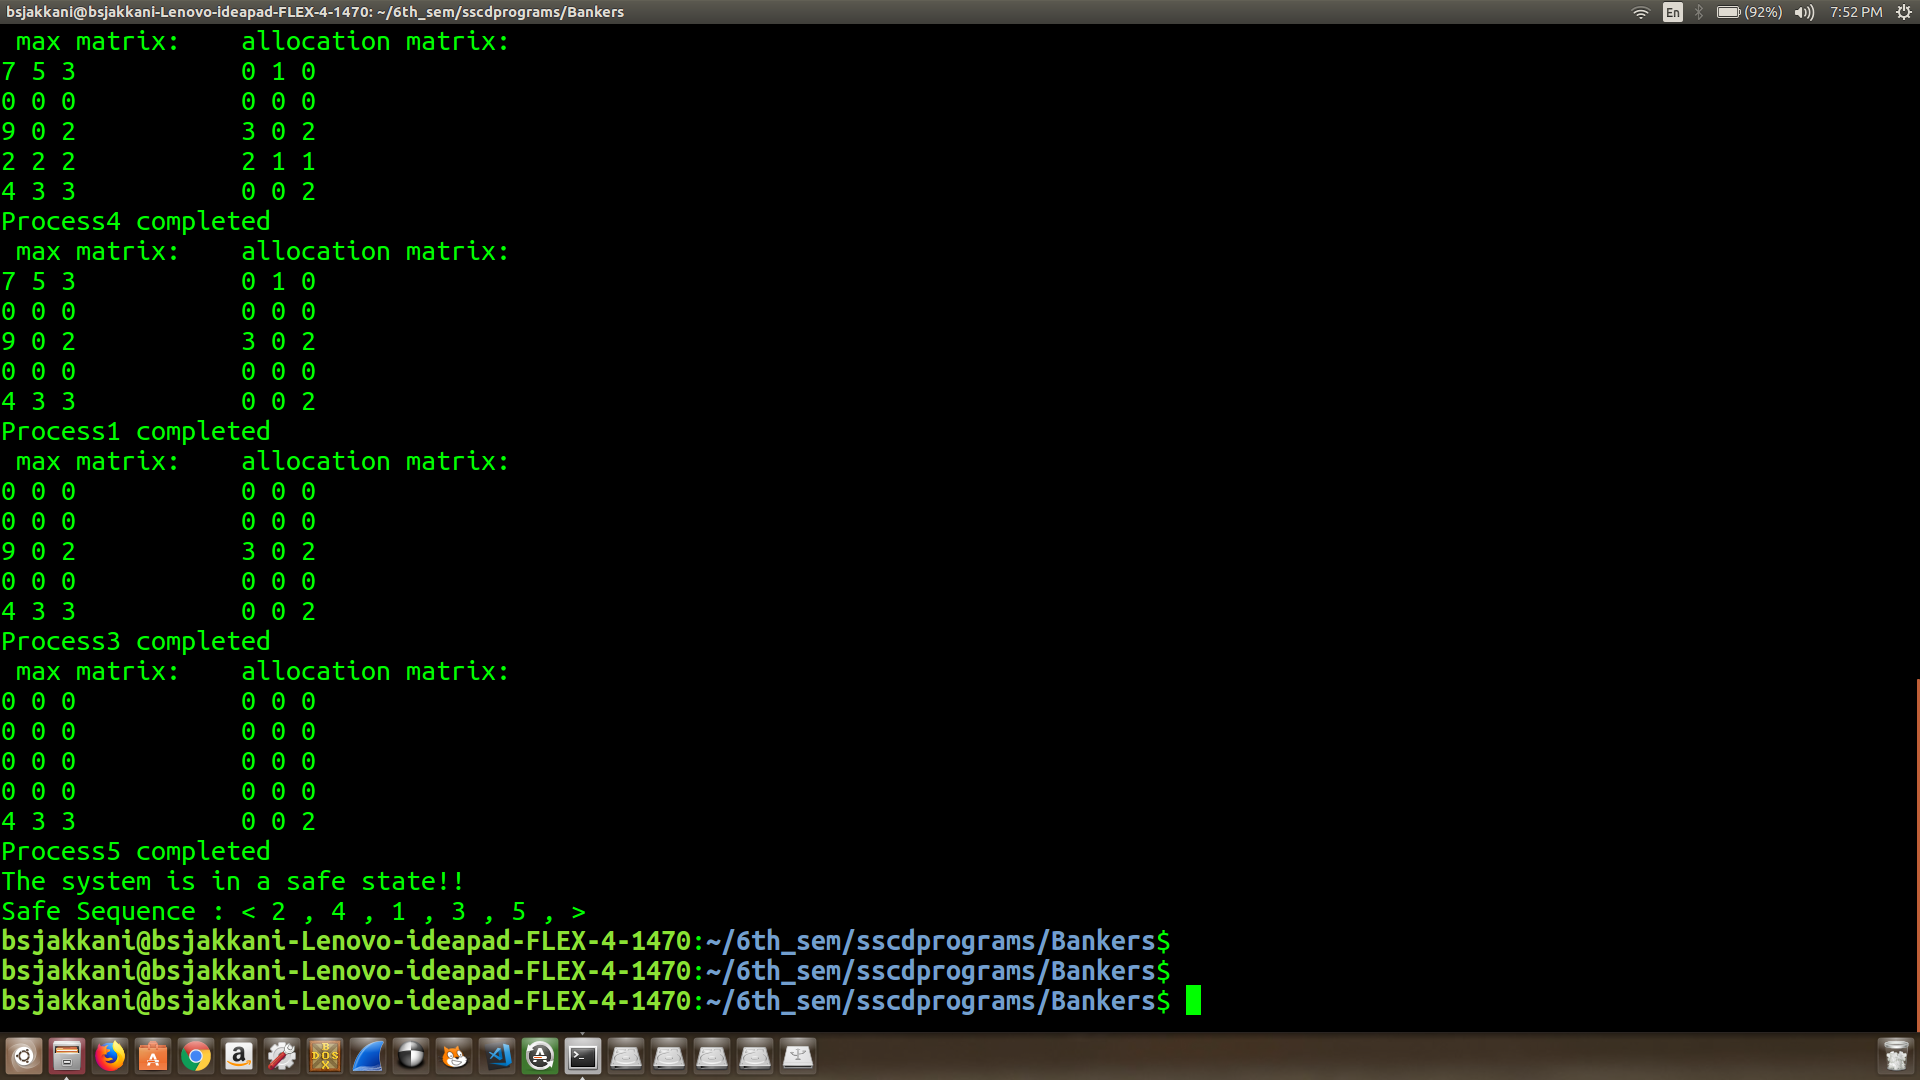 bsjakkani@bsjakkani-Lenovo-ideapad-FLEX-4-1470: ~/6th_sem/sscdprograms/Bankers En (92%) 7:52 PM
max matrix: allocation matrix:
7 5 3 0 1 0
0 0 0 0 0 0
9 0 2 3 0 2
2 2 2 2 1 1
4 3 3 0 0 2
Process4 completed
max matrix: allocation matrix:
7 5 3 0 1 0
0 0 0 0 0 0
9 0 2 3 0 2
0 0 0 0 0 0
4 3 3 0 0 2
Process1 completed
max matrix: allocation matrix:
0 0 0 0 0 0
0 0 0 0 0 0
9 0 2 3 0 2
0 0 0 0 0 0
4 3 3 0 0 2
Process3 completed
max matrix: allocation matrix:
0 0 0 0 0 0
0 0 0 0 0 0
0 0 0 0 0 0
0 0 0 0 0 0
4 3 3 0 0 2
Process5 completed
The system is in a safe state!!
Safe Sequence : < 2 , 4 , 1 , 3 , 5 , >
bsjakkani@bsjakkani-Lenovo-ideapad-FLEX-4-1470:~/6th_sem/sscdprograms/Bankers$
bsjakkani@bsjakkani-Lenovo-ideapad-FLEX-4-1470:~/6th_sem/sscdprograms/Bankers$
bsjakkani@bsjakkani-Lenovo-ideapad-FLEX-4-1470:~/6th_sem/sscdprograms/Bankers$